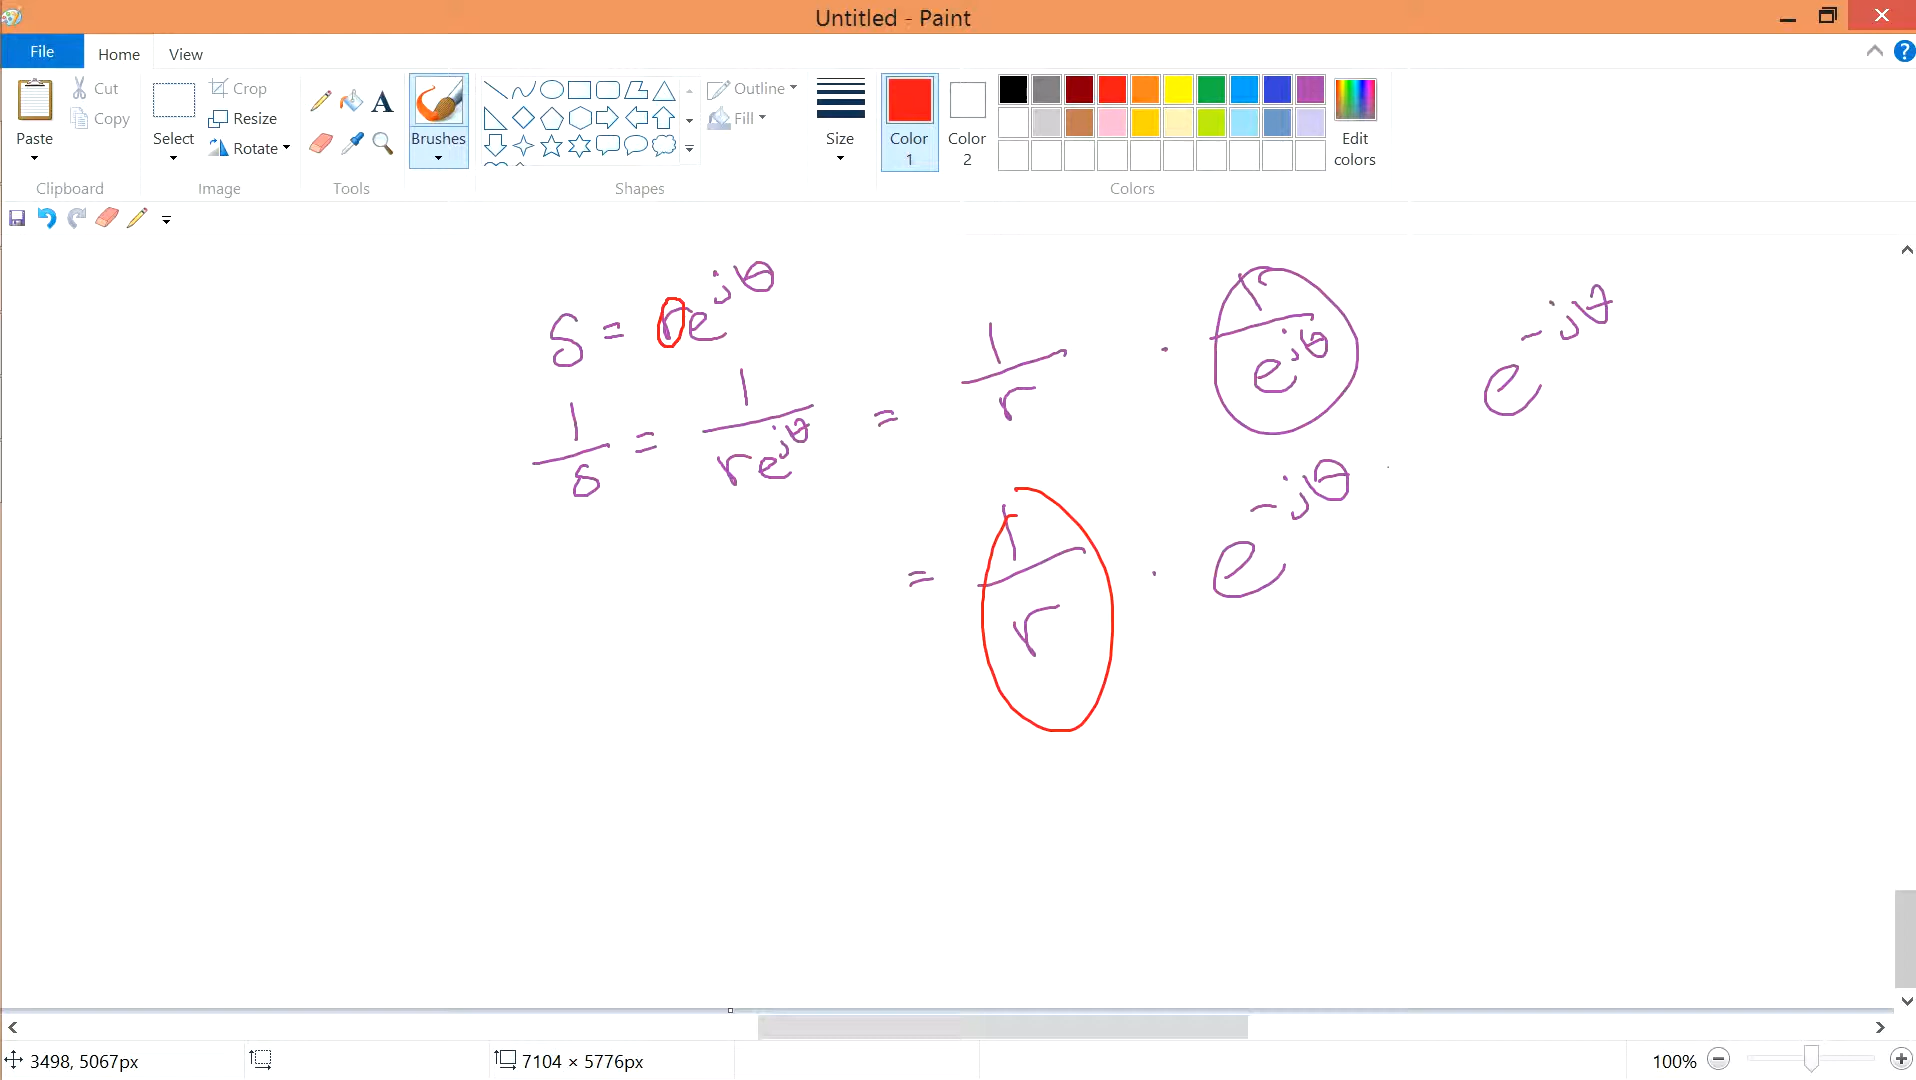 Untitled - Paint
File Home View
Paste Cut Copy Select Crop Resize Rotate Brushes Outline Fill Size Color 1 Color 2 Edit colors
Clipboard Image Tools Shapes Colors
s = re^{jθ}
1/s = 1/(re^{jθ}) = 1/r · 1/e^{jθ} e^{-jθ}
= 1/r · e^{-jθ}
3498, 5067px 7104 × 5776px 100%